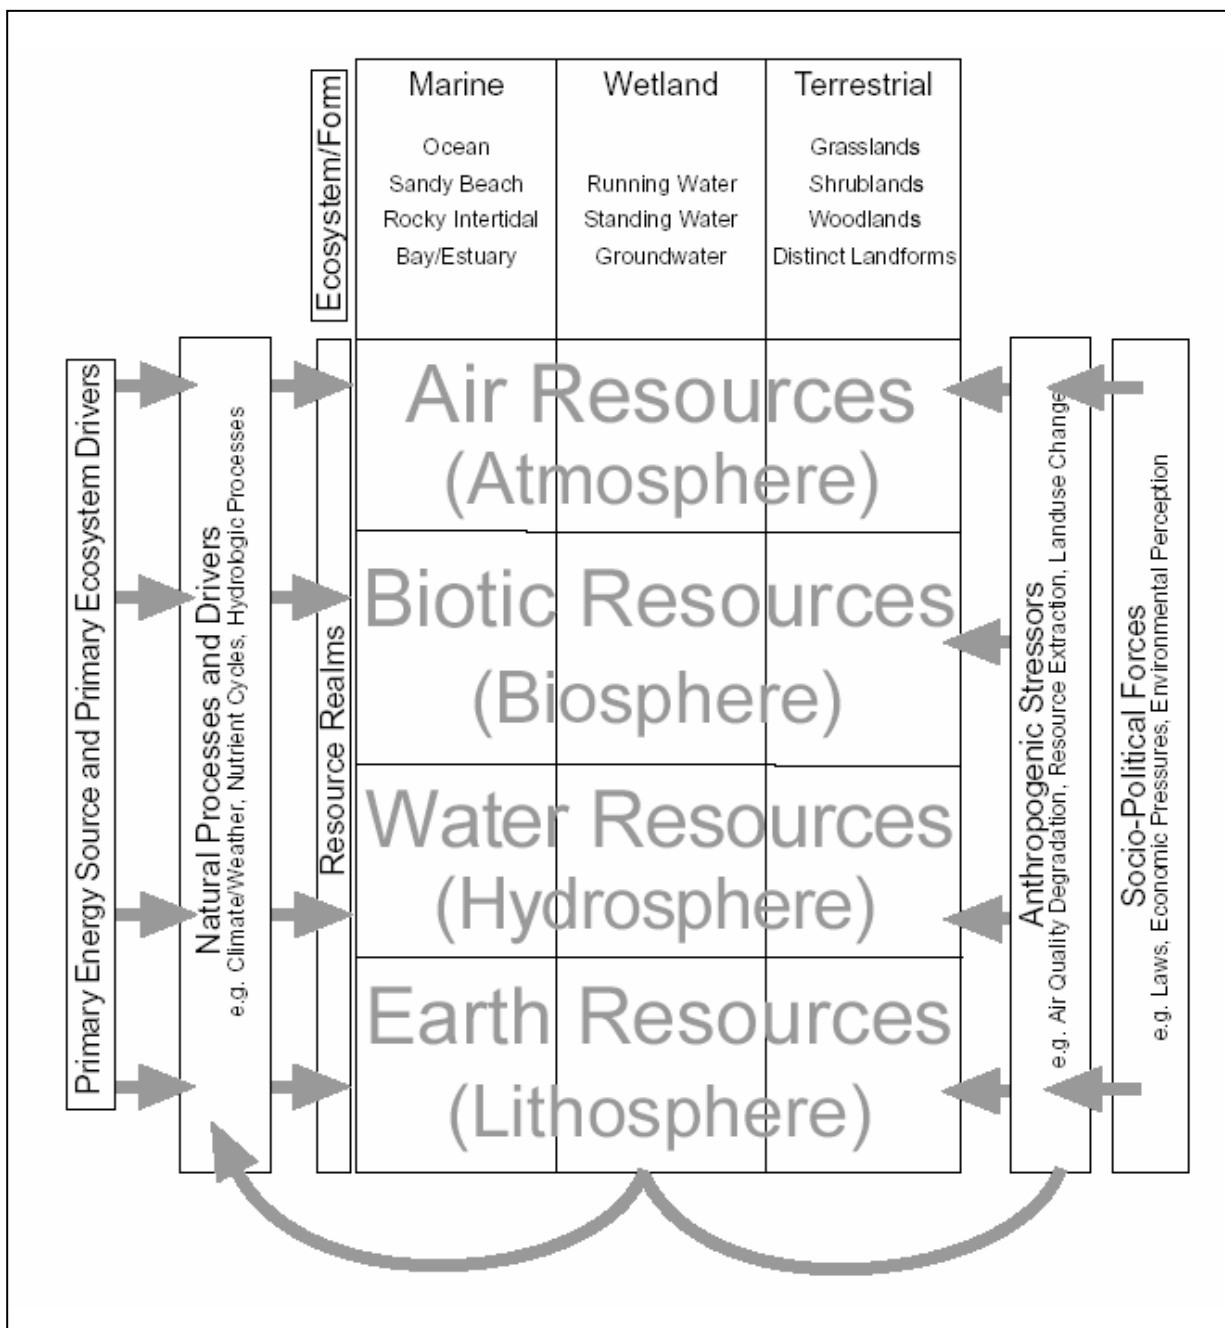 Ecosystem/Form
Marine
Ocean
Sandy Beach
Rocky Intertidal
Bay/Estuary
Wetland
Running Water
Standing Water
Groundwater
Terrestrial
Grasslands
Shrublands
Woodlands
Distinct Landforms
Primary Energy Source and Primary Ecosystem Drivers
Natural Processes and Drivers
e.g. Climate/Weather, Nutrient Cycles, Hydrologic Processes
Resource Realms
Air Resources
(Atmosphere)
Biotic Resources
(Biosphere)
Water Resources
(Hydrosphere)
Earth Resources
(Lithosphere)
Anthropogenic Stressors
e.g. Air Quality Degradation, Resource Extraction, Landuse Change
Socio-Political Forces
e.g. Laws, Economic Pressures, Environmental Perception